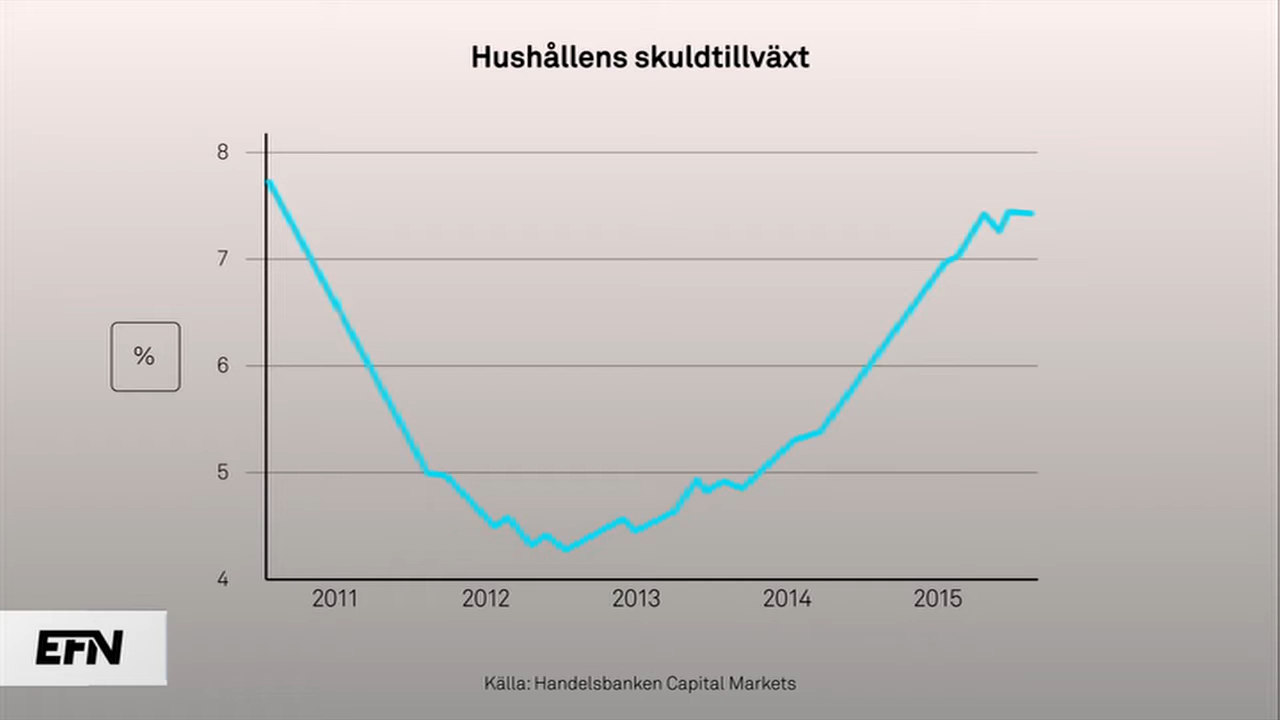 Hushållens skuldtillväxt
8
7
%
6
5
4
2011 2012 2013 2014 2015
EFN
Källa: Handelsbanken Capital Markets